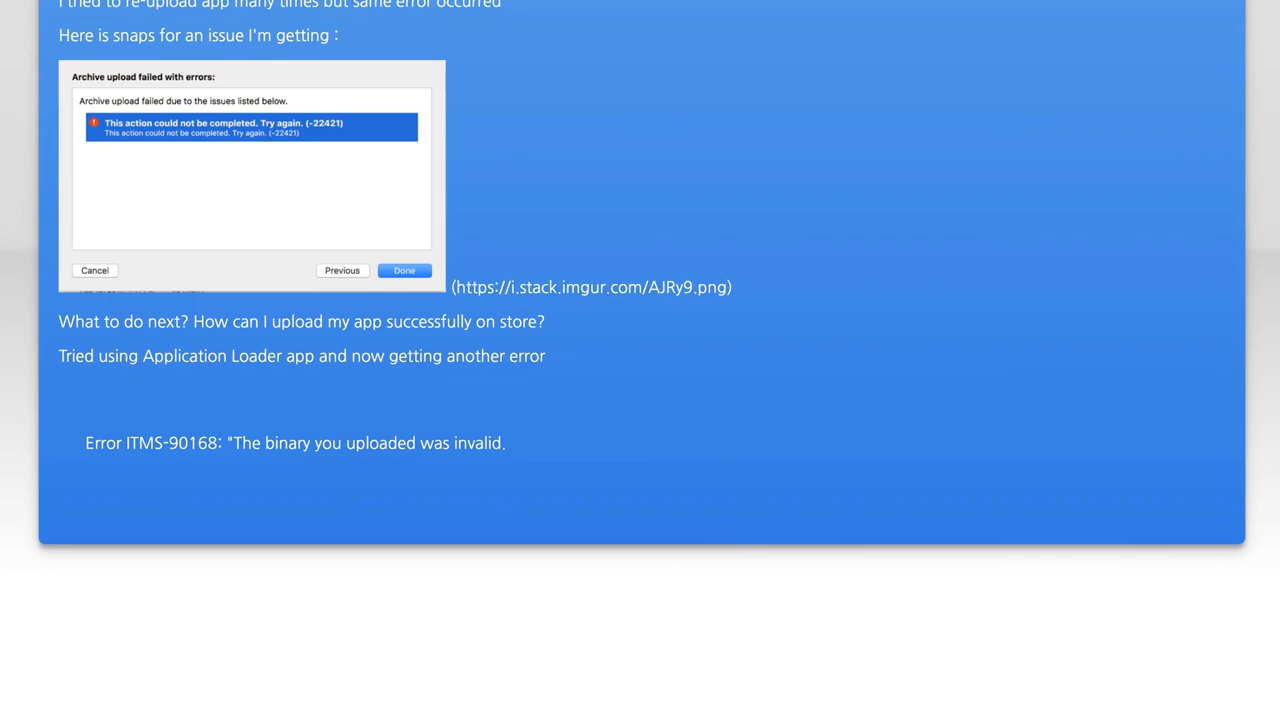 I tried to re-upload app many times but same error occurred
Here is snaps for an issue I'm getting :
Archive upload failed with errors:
Archive upload failed due to the issues listed below.
This action could not be completed. Try again. (-22421)
This action could not be completed. Try again. (-22421)
Cancel
Previous
Done
(https://i.stack.imgur.com/AJRy9.png)
What to do next? How can I upload my app successfully on store?
Tried using Application Loader app and now getting another error
Error ITMS-90168: "The binary you uploaded was invalid.